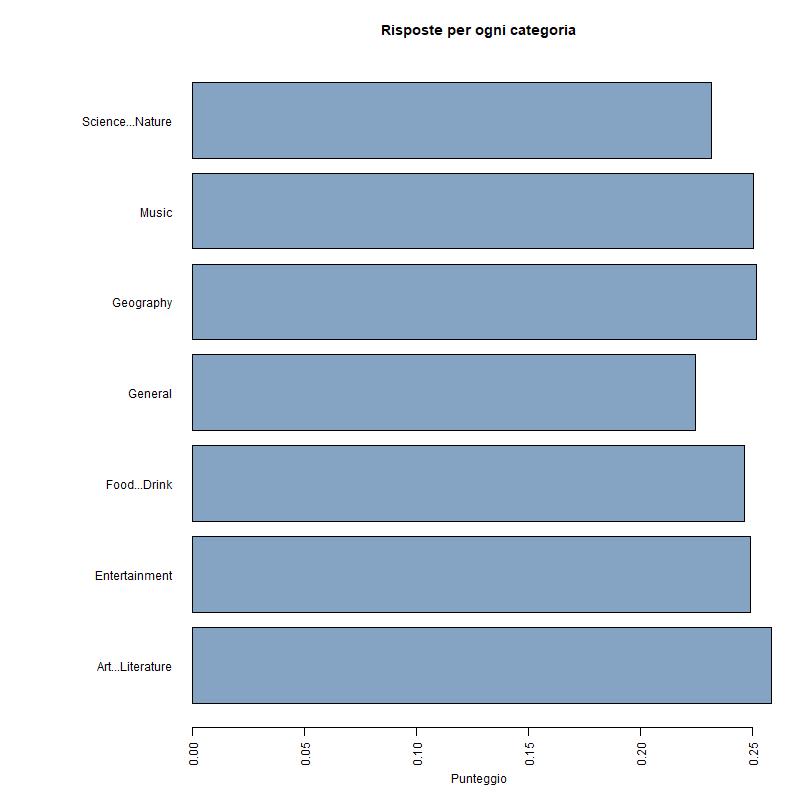 Risposte per ogni categoria
Science...Nature
Music
Geography
General
Food...Drink
Entertainment
Art...Literature
0.00
0.05
0.10
0.15
0.20
0.25
Punteggio